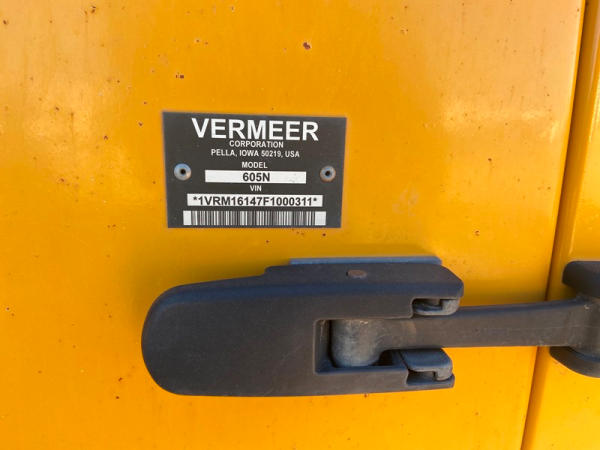 VERMEER
CORPORATION
PELLA, IOWA 50219, USA
MODEL
605N
VIN
*1VRM16147F1000311*